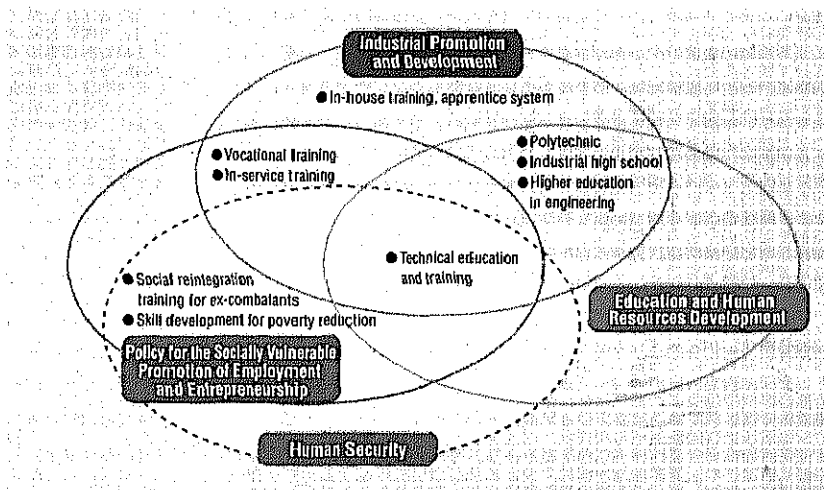 Industrial Promotion
and Development
● In-house training, apprentice system
● Vocational training
● In-service training
● Polytechnic
● Industrial high school
● Higher education
in engineering
● Technical education
and training
● Social reintegration
training for ex-combatants
● Skill development for poverty reduction
Education and Human
Resources Development
Policy for the Socially Vulnerable
Promotion of Employment
and Entrepreneurship
Human Security